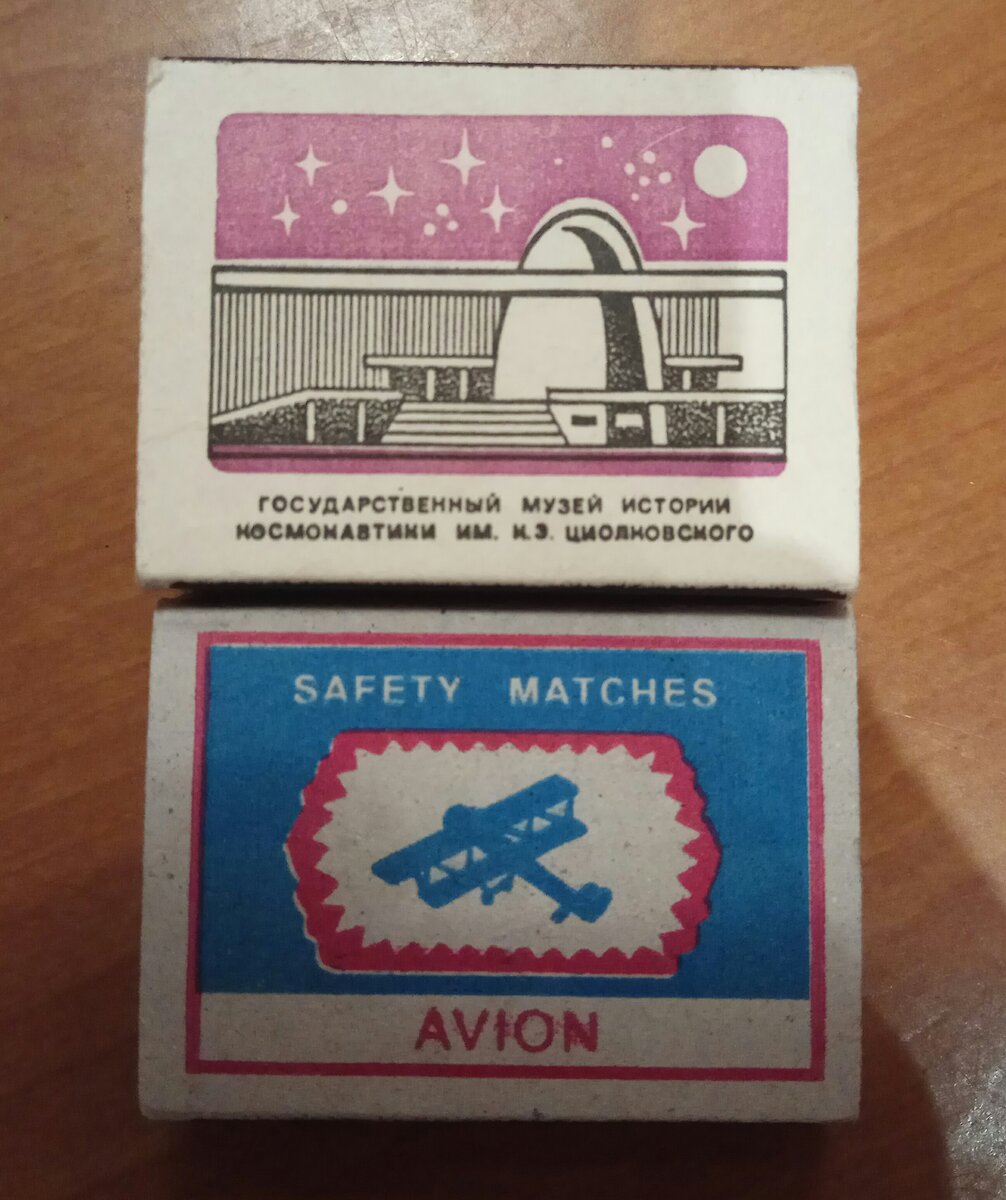 ГОСУДАРСТВЕННЫЙ МУЗЕЙ ИСТОРИИ
КОСМОНАВТИКИ ИМ. К.Э. ЦИОЛКОВСКОГО
SAFETY MATCHES
AVION